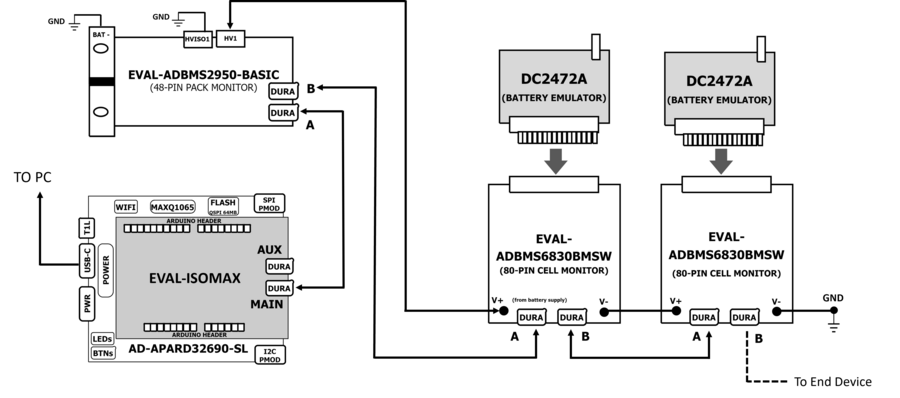 GND
BAT -
GND
HVISO1
HV1
EVAL-ADBMS2950-BASIC
(48-PIN PACK MONITOR)
DURA
B
DURA
A
DC2472A
(BATTERY EMULATOR)
DC2472A
(BATTERY EMULATOR)
TO PC
WIFI
MAXQ1065
FLASH
QSPI 64MB
SPI
PMOD
ARDUINO HEADER
T1L
USB-C
POWER
PWR
EVAL-ISOMAX
AUX
DURA
DURA
MAIN
ARDUINO HEADER
LEDs
BTNs
AD-APARD32690-SL
I2C
PMOD
EVAL-
ADBMS6830BMSW
(80-PIN CELL MONITOR)
V+
(from battery supply)
V-
DURA
DURA
A
B
EVAL-
ADBMS6830BMSW
(80-PIN CELL MONITOR)
V+
V-
GND
DURA
DURA
A
B
To End Device